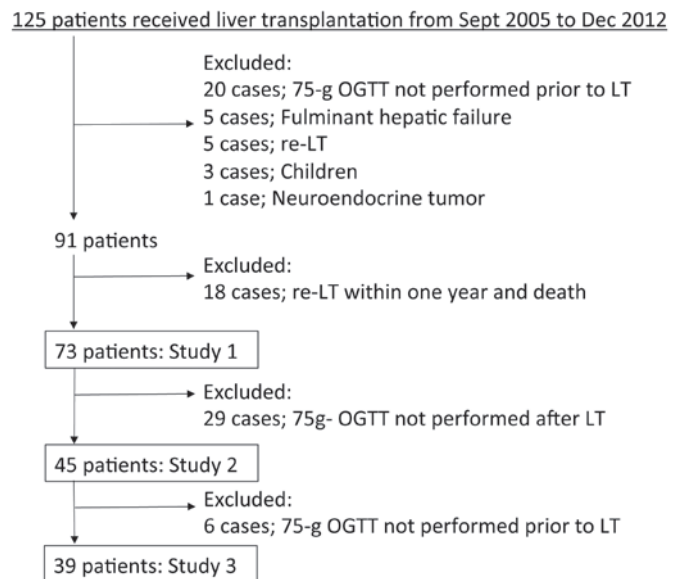 125 patients received liver transplantation from Sept 2005 to Dec 2012
Excluded:
20 cases; 75-g OGTT not performed prior to LT
5 cases; Fulminant hepatic failure
5 cases; re-LT
3 cases; Children
1 case; Neuroendocrine tumor
91 patients
Excluded:
18 cases; re-LT within one year and death
73 patients: Study 1
Excluded:
29 cases; 75g- OGTT not performed after LT
45 patients: Study 2
Excluded:
6 cases; 75-g OGTT not performed prior to LT
39 patients: Study 3